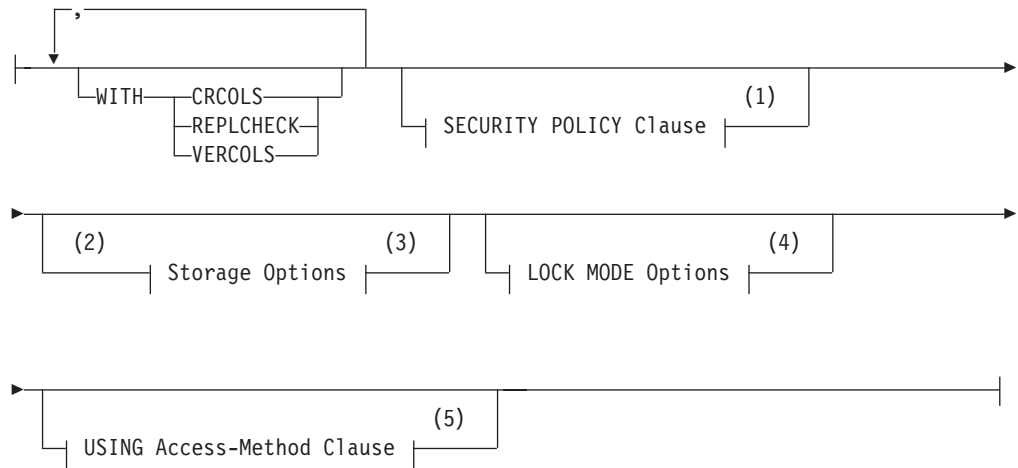 ,
WITH CRCOLS
REPLCHECK
VERCOLS
(1)
SECURITY POLICY Clause
(2) (3)
Storage Options
(4)
LOCK MODE Options
(5)
USING Access-Method Clause